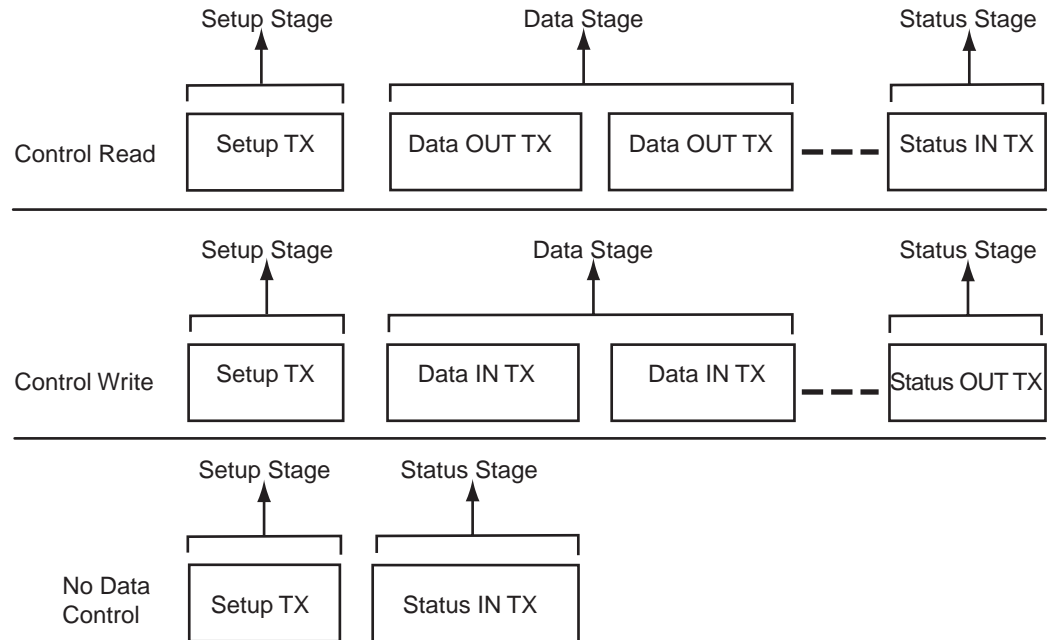 Setup Stage Data Stage Status Stage
Control Read Setup TX Data OUT TX Data OUT TX Status IN TX
Setup Stage Data Stage Status Stage
Control Write Setup TX Data IN TX Data IN TX Status OUT TX
Setup Stage Status Stage
No Data
Control
Setup TX Status IN TX